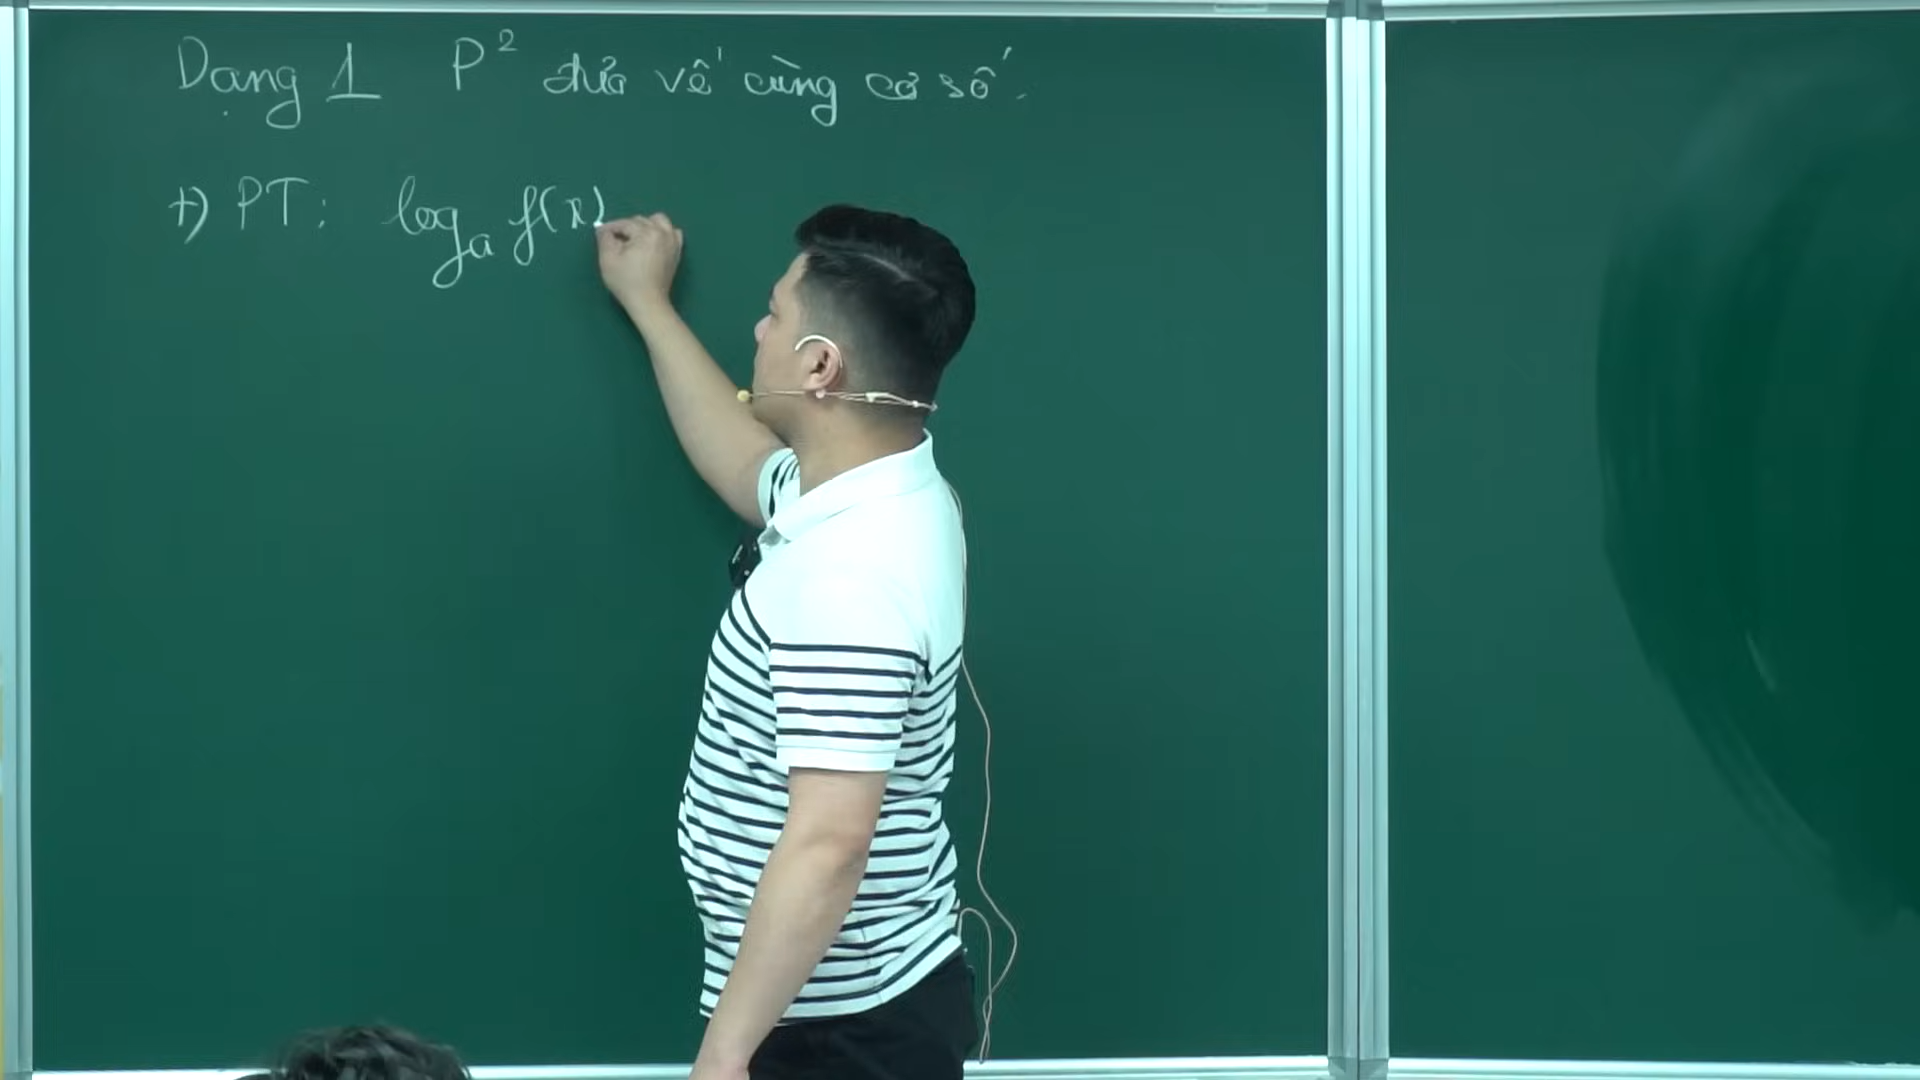 Dạng 1 P² đưa về cùng cơ số.
+) PT: logₐ f(x)